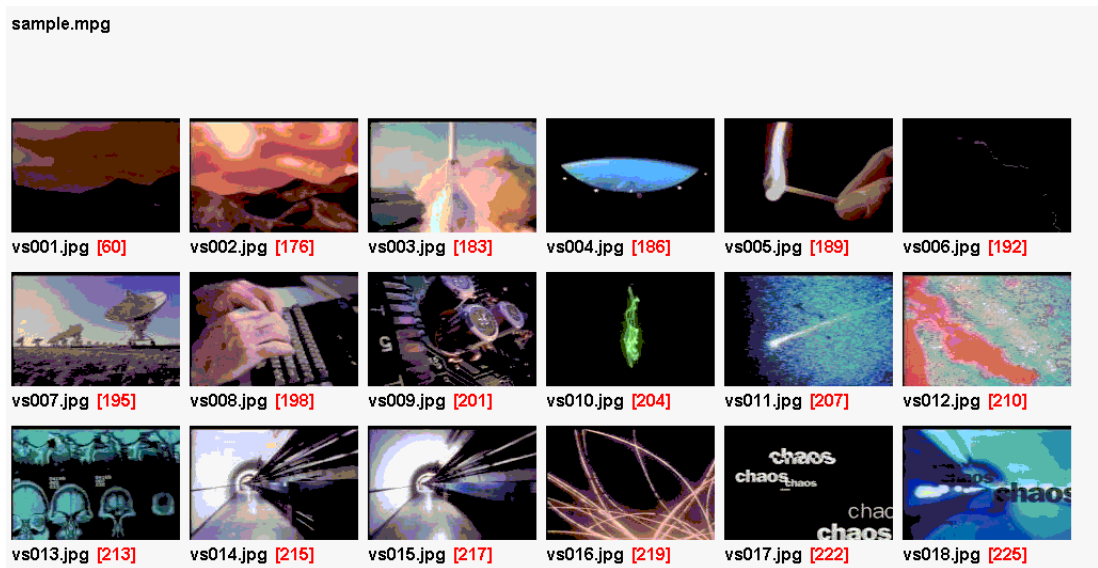 sample.mpg
vs001.jpg [60] vs002.jpg [176] vs003.jpg [183] vs004.jpg [186] vs005.jpg [189] vs006.jpg [192]
5
vs007.jpg [195] vs008.jpg [198] vs009.jpg [201] vs010.jpg [204] vs011.jpg [207] vs012.jpg [210]
chaos
chaos chaos
chaos
chac
chaos
chaos
vs013.jpg [213] vs014.jpg [215] vs015.jpg [217] vs016.jpg [219] vs017.jpg [222] vs018.jpg [225]